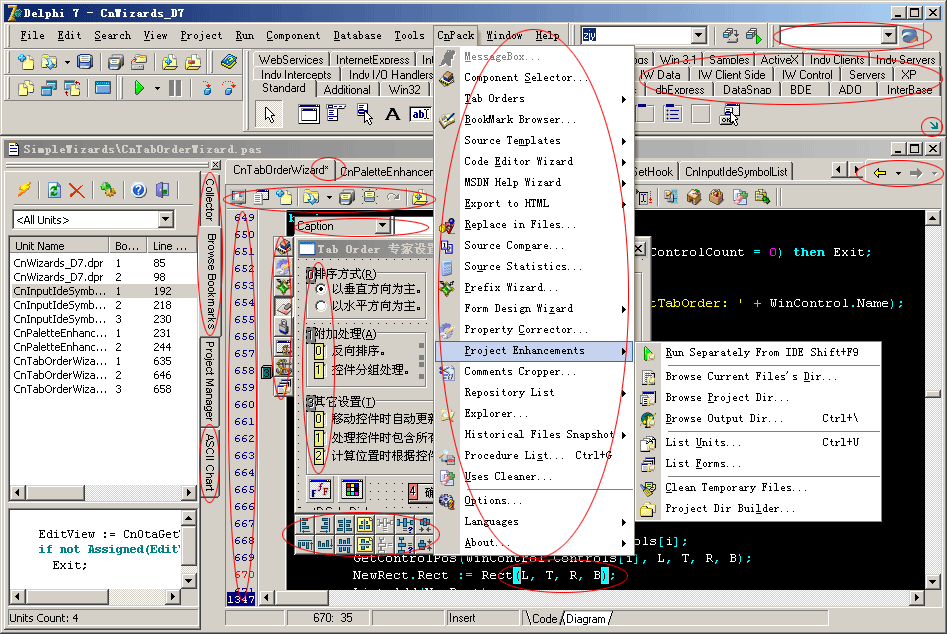 Delphi 7 - CnWizards_D7
File Edit Search View Project Run Component Database Tools CnPack Window Help
zjy
WebServices InternetExpress Int
Win 3.1 Samples ActiveX Indy Clients Indy Servers
Indy Intercepts Indy I/O Handlers
IW Data IW Client Side IW Control Servers XP
Standard Additional Win32
dbExpress DataSnap BDE ADO InterBase
A ab
OK
SimpleWizards\CnTabOrderWizard.pas
CnTabOrderWizard* CnPaletteEnhancer
etHook CnInputIdeSymbolList
<All Units>
Unit Name Bo... Line ...
CnWizards_D7.dpr 1 85
CnWizards_D7.dpr 2 98
CnInputIdeSymb... 1 192
CnInputIdeSymb... 2 218
CnInputIdeSymb... 3 230
CnPaletteEnhanc... 1 231
CnPaletteEnhanc... 2 244
CnTabOrderWiza... 1 635
CnTabOrderWiza... 2 646
CnTabOrderWiza... 3 658
EditView := CnOtaGetT
if not Assigned(EditV
Exit;
Units Count: 4
Collector
Browse Bookmarks
Project Manager
ASCII Chart
649
650
651
652
653
654
655
656
657
658
659
660
661
662
663
664
665
666
667
668
669
670
1347
Caption
Tab Order 专家设置
0
排序方式(R)
以垂直方向为主。
以水平方向为主。
1
附加处理(A)
0 反向排序。
1 控件分组处理。
3
其它设置(T)
0 移动控件时自动更新
1 处理控件时包含所有
2 计算位置时根据控件
4 确
MessageBox...
Component Selector...
Tab Orders
BookMark Browser...
Source Templates
Code Editor Wizard
MSDN Help Wizard
Export to HTML
Replace in Files...
Source Compare...
Source Statistics...
Prefix Wizard...
Form Design Wizard
Property Corrector...
Project Enhancements
Comments Cropper...
Repository List
Explorer...
Historical Files Snapshot
Procedure List... Ctrl+G
Uses Cleaner...
Options...
Languages
About...
Run Separately From IDE Shift+F9
Browse Current Files's Dir...
Browse Project Dir...
Browse Output Dir... Ctrl+\
List Units... Ctrl+U
List Forms...
Clean Temporary Files...
Project Dir Builder...
ControlCount = 0) then Exit;
cTabOrder: ' + WinControl.Name);
ols[i];
GetControlPos(WinControl.Controls[i], L, T, R, B);
NewRect.Rect := Rect(L, T, R, B);
670: 35 Insert Code Diagram